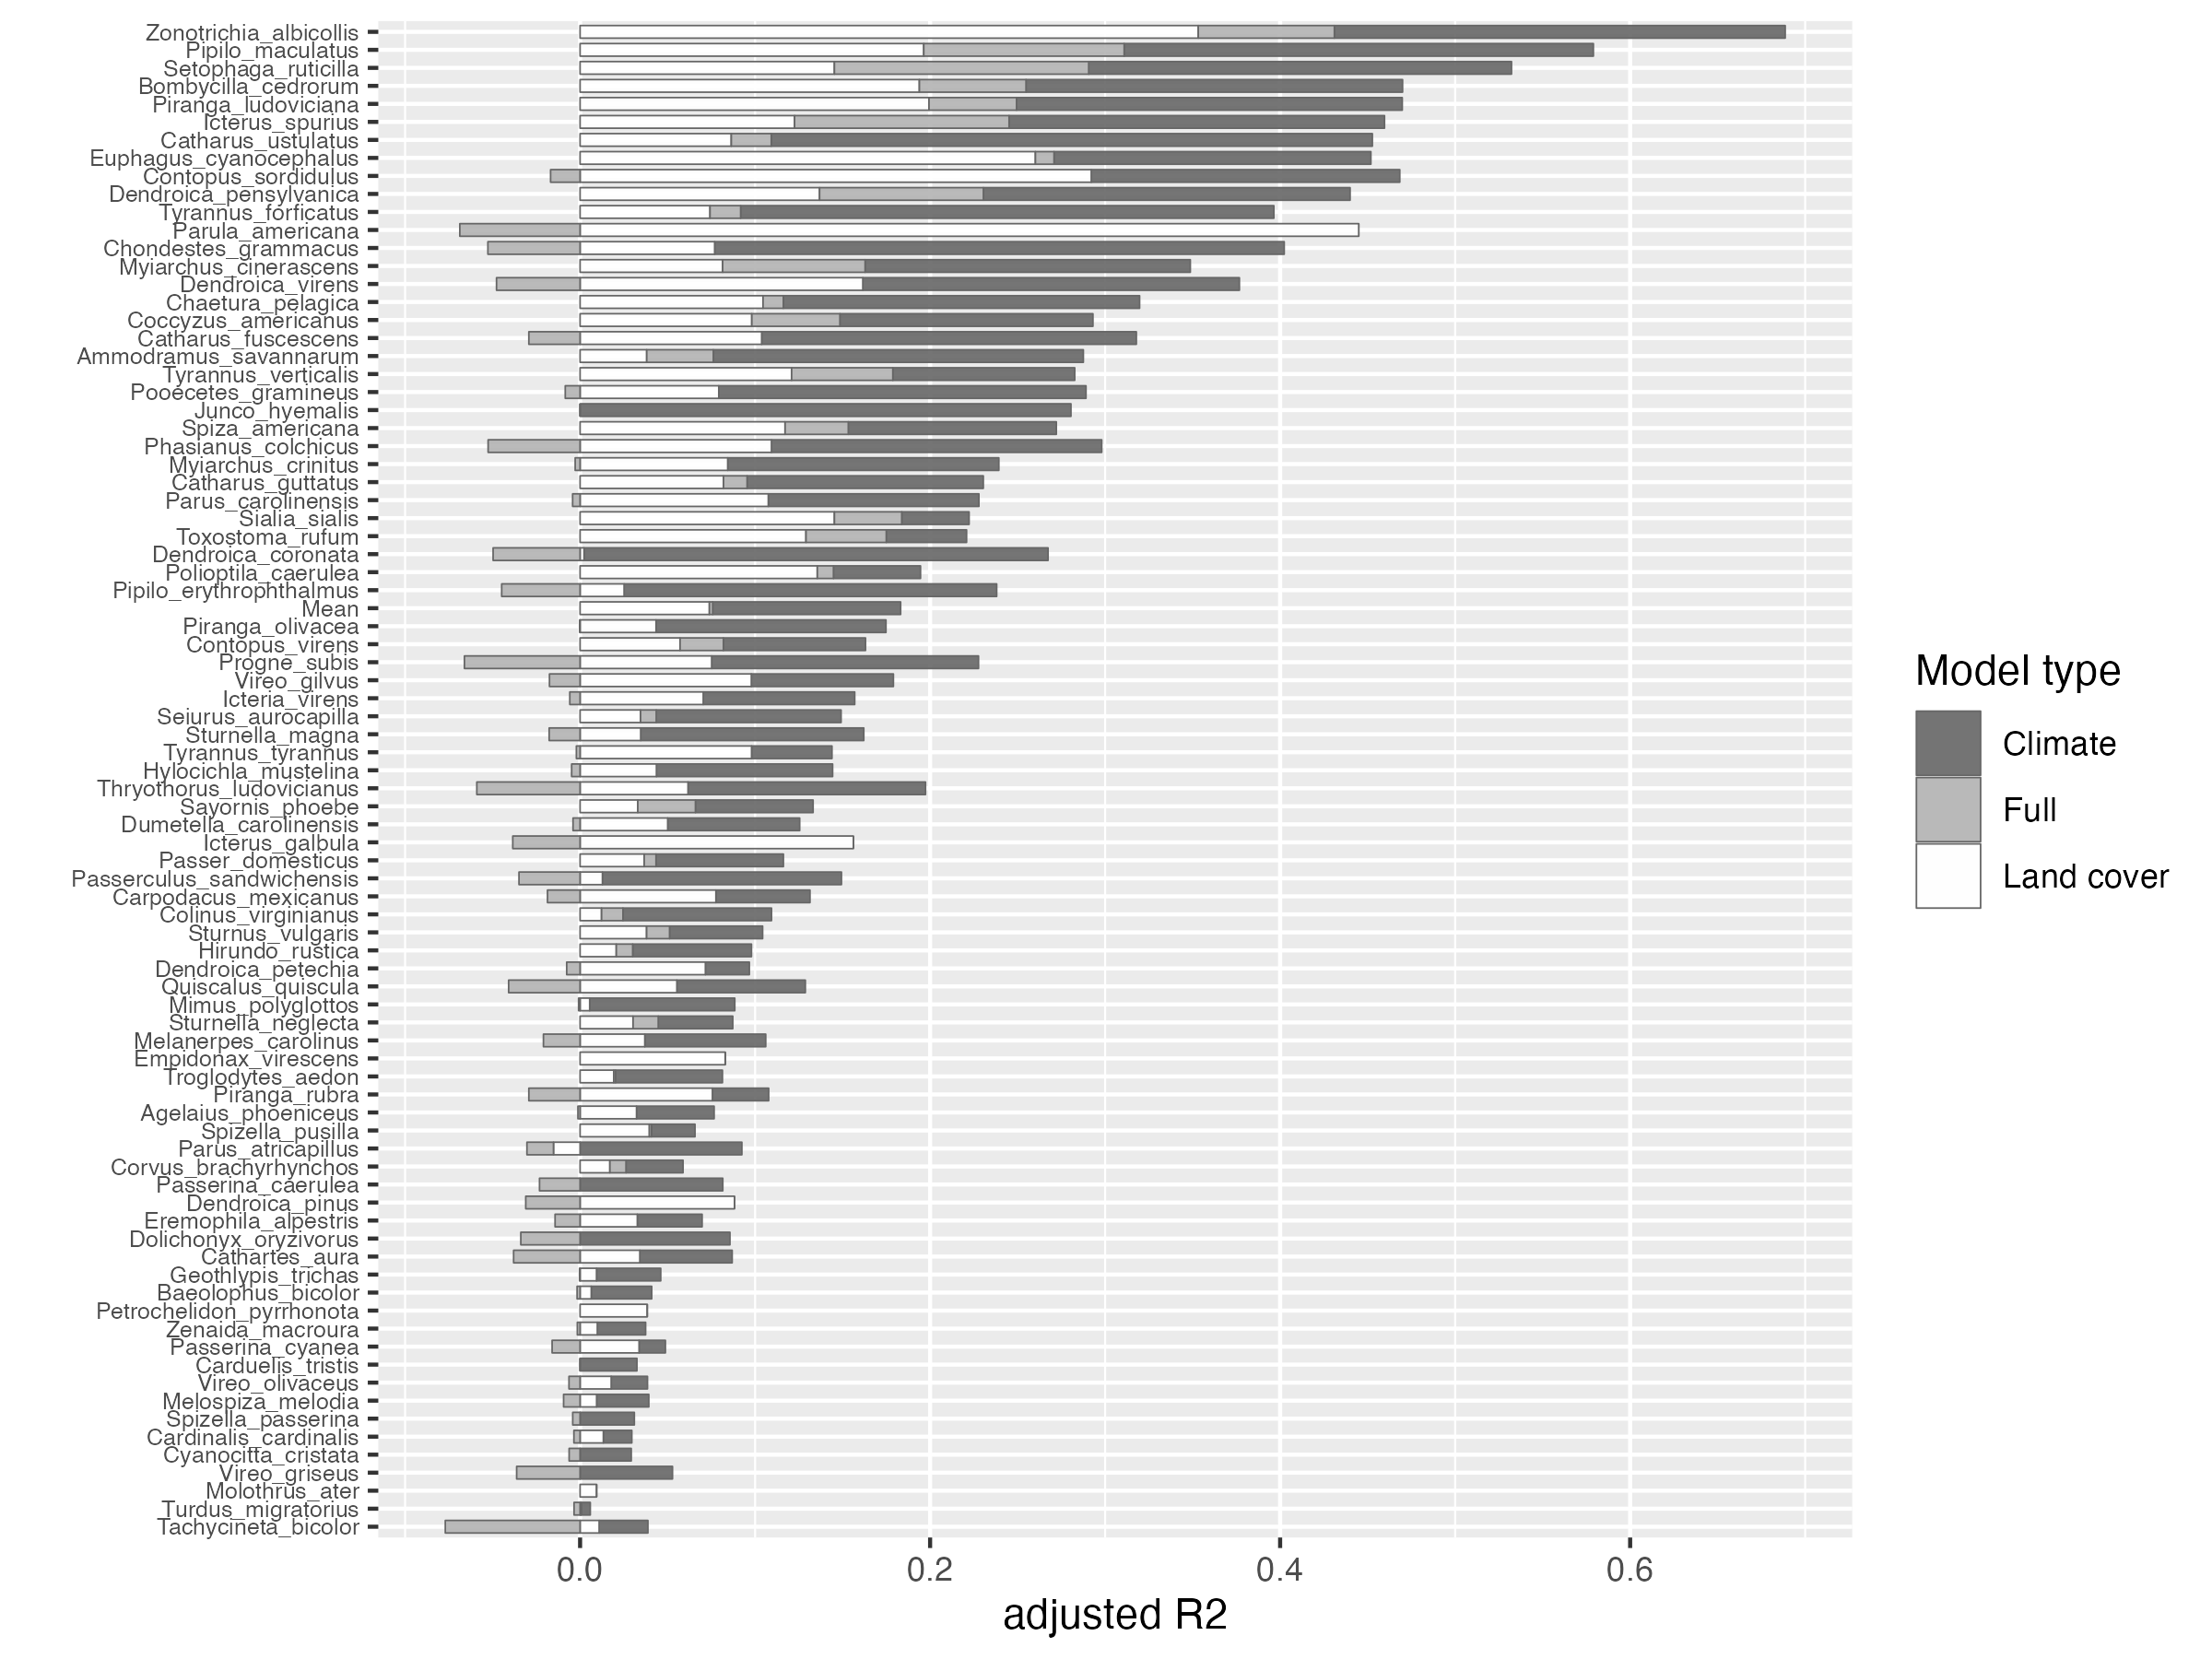 Zonotrichia_albicollis
Pipilo_maculatus
Setophaga_ruticilla
Bombycilla_cedrorum
Piranga_ludoviciana
Icterus_spurius
Catharus_ustulatus
Euphagus_cyanocephalus
Contopus_sordidulus
Dendroica_pensylvanica
Tyrannus_forficatus
Parula_americana
Chondestes_grammacus
Myiarchus_cinerascens
Dendroica_virens
Chaetura_pelagica
Coccyzus_americanus
Catharus_fuscescens
Ammodramus_savannarum
Tyrannus_verticalis
Pooecetes_gramineus
Junco_hyemalis
Spiza_americana
Phasianus_colchicus
Myiarchus_crinitus
Catharus_guttatus
Parus_carolinensis
Sialia_sialis
Toxostoma_rufum
Dendroica_coronata
Polioptila_caerulea
Pipilo_erythrophthalmus
Mean
Piranga_olivacea
Contopus_virens
Progne_subis
Vireo_gilvus
Icteria_virens
Seiurus_aurocapilla
Sturnella_magna
Tyrannus_tyrannus
Hylocichla_mustelina
Thryothorus_ludovicianus
Sayornis_phoebe
Dumetella_carolinensis
Icterus_galbula
Passer_domesticus
Passerculus_sandwichensis
Carpodacus_mexicanus
Colinus_virginianus
Sturnus_vulgaris
Hirundo_rustica
Dendroica_petechia
Quiscalus_quiscula
Mimus_polyglottos
Sturnella_neglecta
Melanerpes_carolinus
Empidonax_virescens
Troglodytes_aedon
Piranga_rubra
Agelaius_phoeniceus
Spizella_pusilla
Parus_atricapillus
Corvus_brachyrhynchos
Passerina_caerulea
Dendroica_pinus
Eremophila_alpestris
Dolichonyx_oryzivorus
Cathartes_aura
Geothlypis_trichas
Baeolophus_bicolor
Petrochelidon_pyrrhonota
Zenaida_macroura
Passerina_cyanea
Carduelis_tristis
Vireo_olivaceus
Melospiza_melodia
Spizella_passerina
Cardinalis_cardinalis
Cyanocitta_cristata
Vireo_griseus
Molothrus_ater
Turdus_migratorius
Tachycineta_bicolor
0.0 0.2 0.4 0.6
adjusted R2
Model type
Climate
Full
Land cover